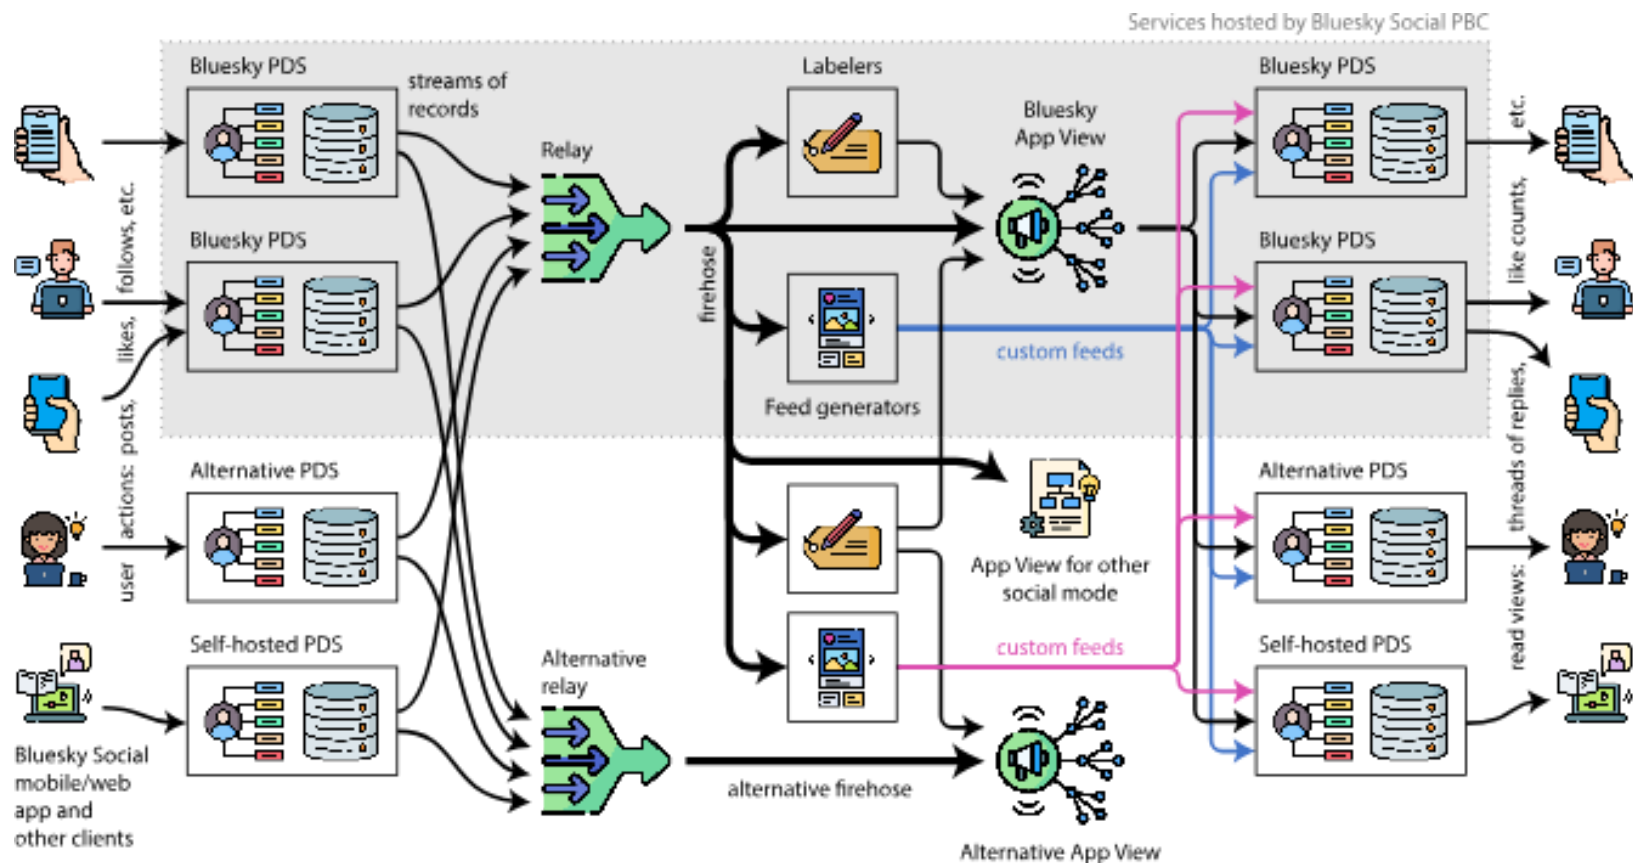 Services hosted by Bluesky Social PBC
Bluesky PDS
streams of
records
Labelers
Bluesky
App View
Bluesky PDS
Relay
Bluesky PDS
Bluesky PDS
firehose
custom feeds
Feed generators
Alternative PDS
Alternative PDS
App View for other
social mode
Self-hosted PDS
Alternative
relay
custom feeds
Self-hosted PDS
alternative firehose
Alternative App View
Bluesky Social
mobile/web
app and
other clients
user actions: posts, likes, follows, etc.
read views: threads of replies, like counts, etc.